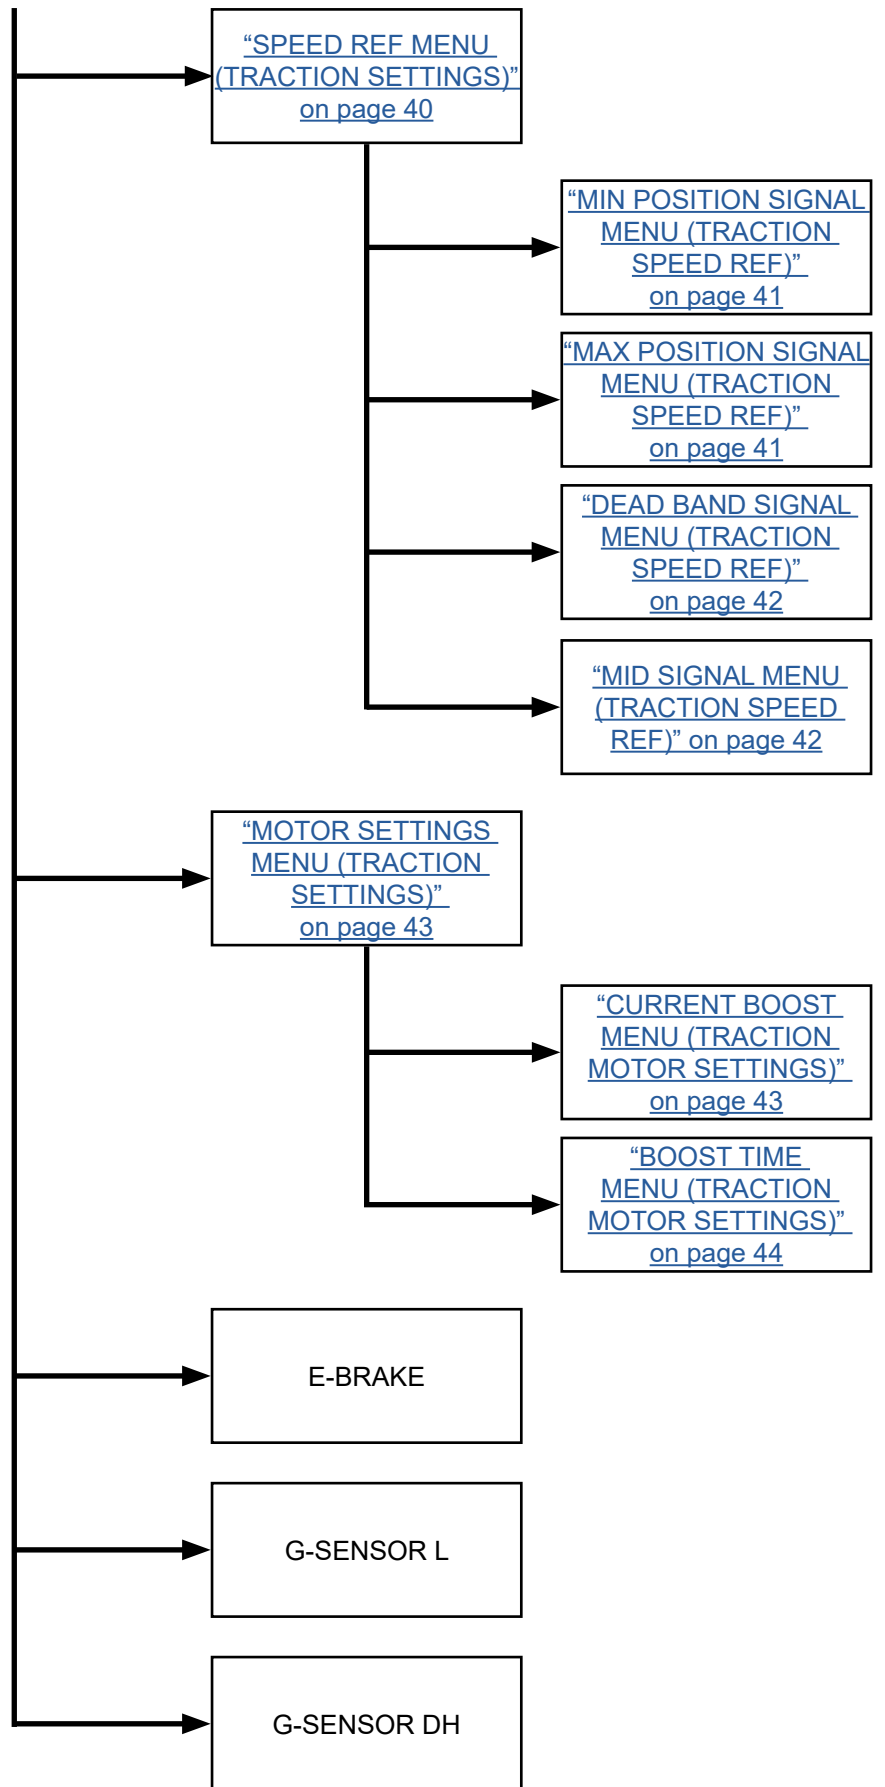 “SPEED REF MENU
(TRACTION SETTINGS)”
on page 40
“MIN POSITION SIGNAL
MENU (TRACTION
SPEED REF)”
on page 41
“MAX POSITION SIGNAL
MENU (TRACTION
SPEED REF)”
on page 41
“DEAD BAND SIGNAL
MENU (TRACTION
SPEED REF)”
on page 42
“MID SIGNAL MENU
(TRACTION SPEED
REF)” on page 42
“MOTOR SETTINGS
MENU (TRACTION
SETTINGS)”
on page 43
“CURRENT BOOST
MENU (TRACTION
MOTOR SETTINGS)”
on page 43
“BOOST TIME
MENU (TRACTION
MOTOR SETTINGS)”
on page 44
E-BRAKE
G-SENSOR L
G-SENSOR DH